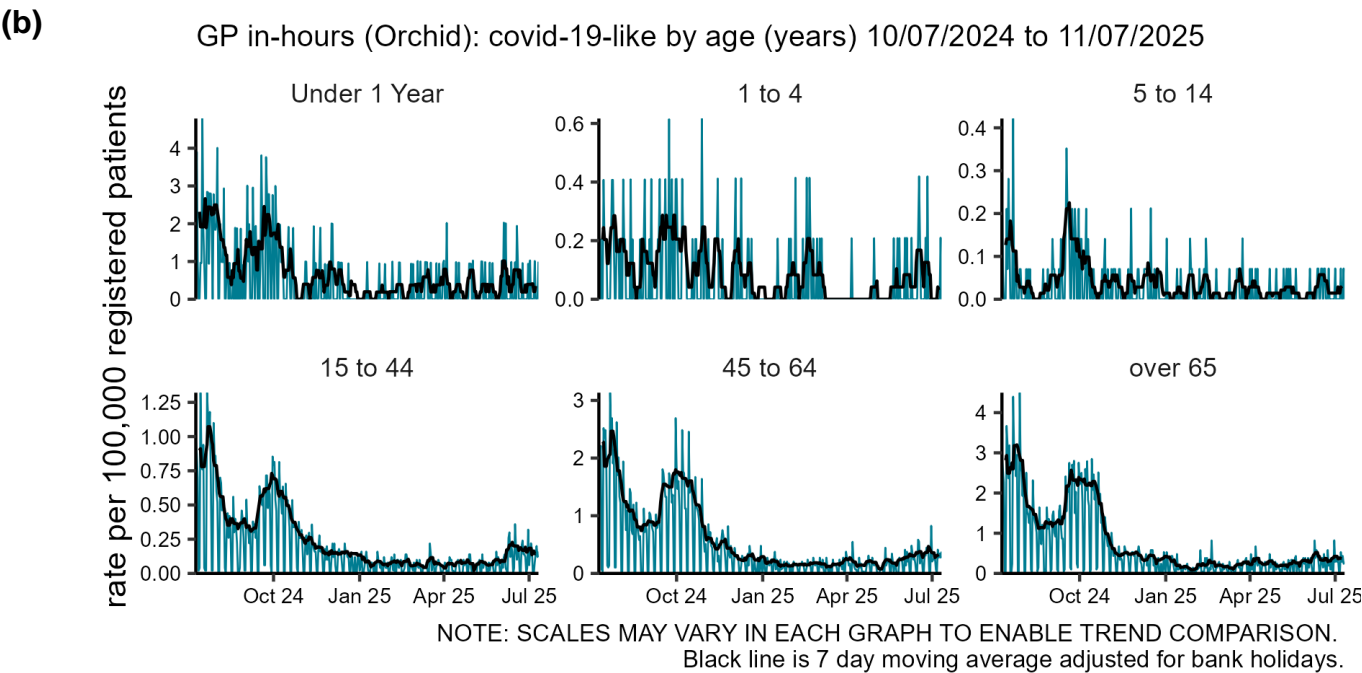 (b)
GP in-hours (Orchid): covid-19-like by age (years) 10/07/2024 to 11/07/2025
rate per 100,000 registered patients
Under 1 Year
4
3
2
1
0
1 to 4
0.6
0.4
0.2
0.0
5 to 14
0.4
0.3
0.2
0.1
0.0
15 to 44
1.25
1.00
0.75
0.50
0.25
0.00
Oct 24 Jan 25 Apr 25 Jul 25
45 to 64
3
2
1
0
Oct 24 Jan 25 Apr 25 Jul 25
over 65
4
3
2
1
0
Oct 24 Jan 25 Apr 25 Jul 25
NOTE: SCALES MAY VARY IN EACH GRAPH TO ENABLE TREND COMPARISON.
Black line is 7 day moving average adjusted for bank holidays.